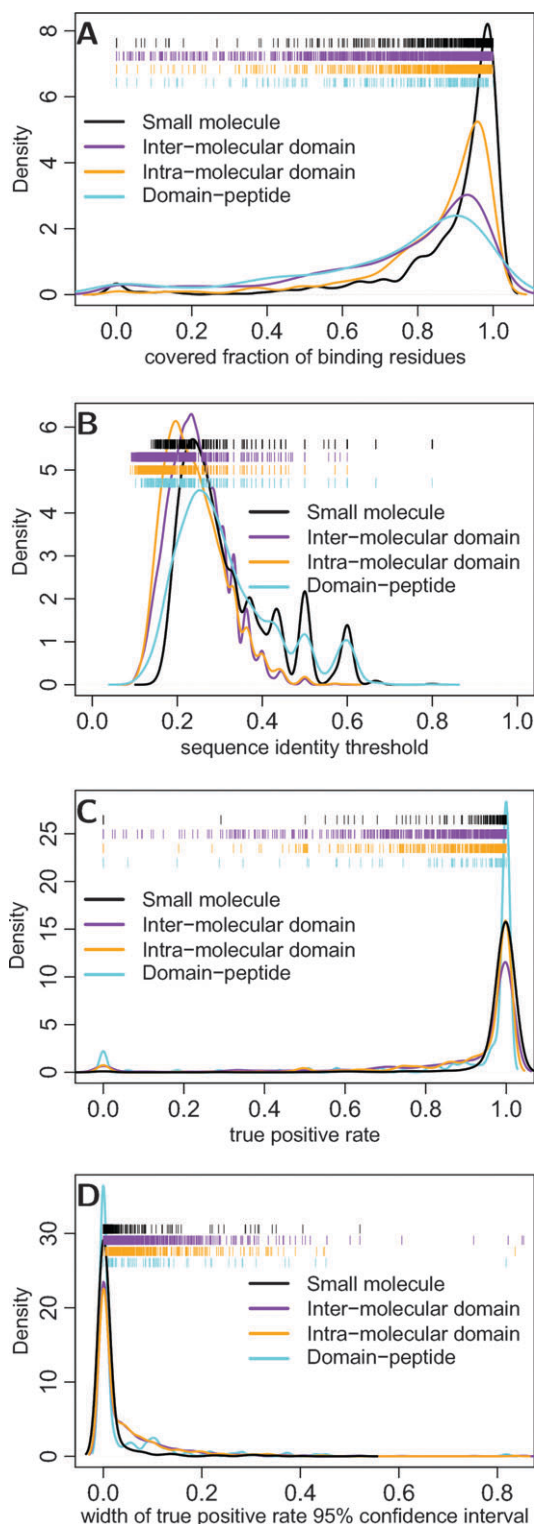 A
8
6
4
2
0
Density
Small molecule
Inter−molecular domain
Intra−molecular domain
Domain−peptide
0.0 0.2 0.4 0.6 0.8 1.0
covered fraction of binding residues
B
6
5
4
3
2
1
0
Density
Small molecule
Inter−molecular domain
Intra−molecular domain
Domain−peptide
0.0 0.2 0.4 0.6 0.8 1.0
sequence identity threshold
C
25
20
15
10
5
0
Density
Small molecule
Inter−molecular domain
Intra−molecular domain
Domain−peptide
0.0 0.2 0.4 0.6 0.8 1.0
true positive rate
D
30
20
10
0
Density
Small molecule
Inter−molecular domain
Intra−molecular domain
Domain−peptide
0.0 0.2 0.4 0.6 0.8
width of true positive rate 95% confidence interval